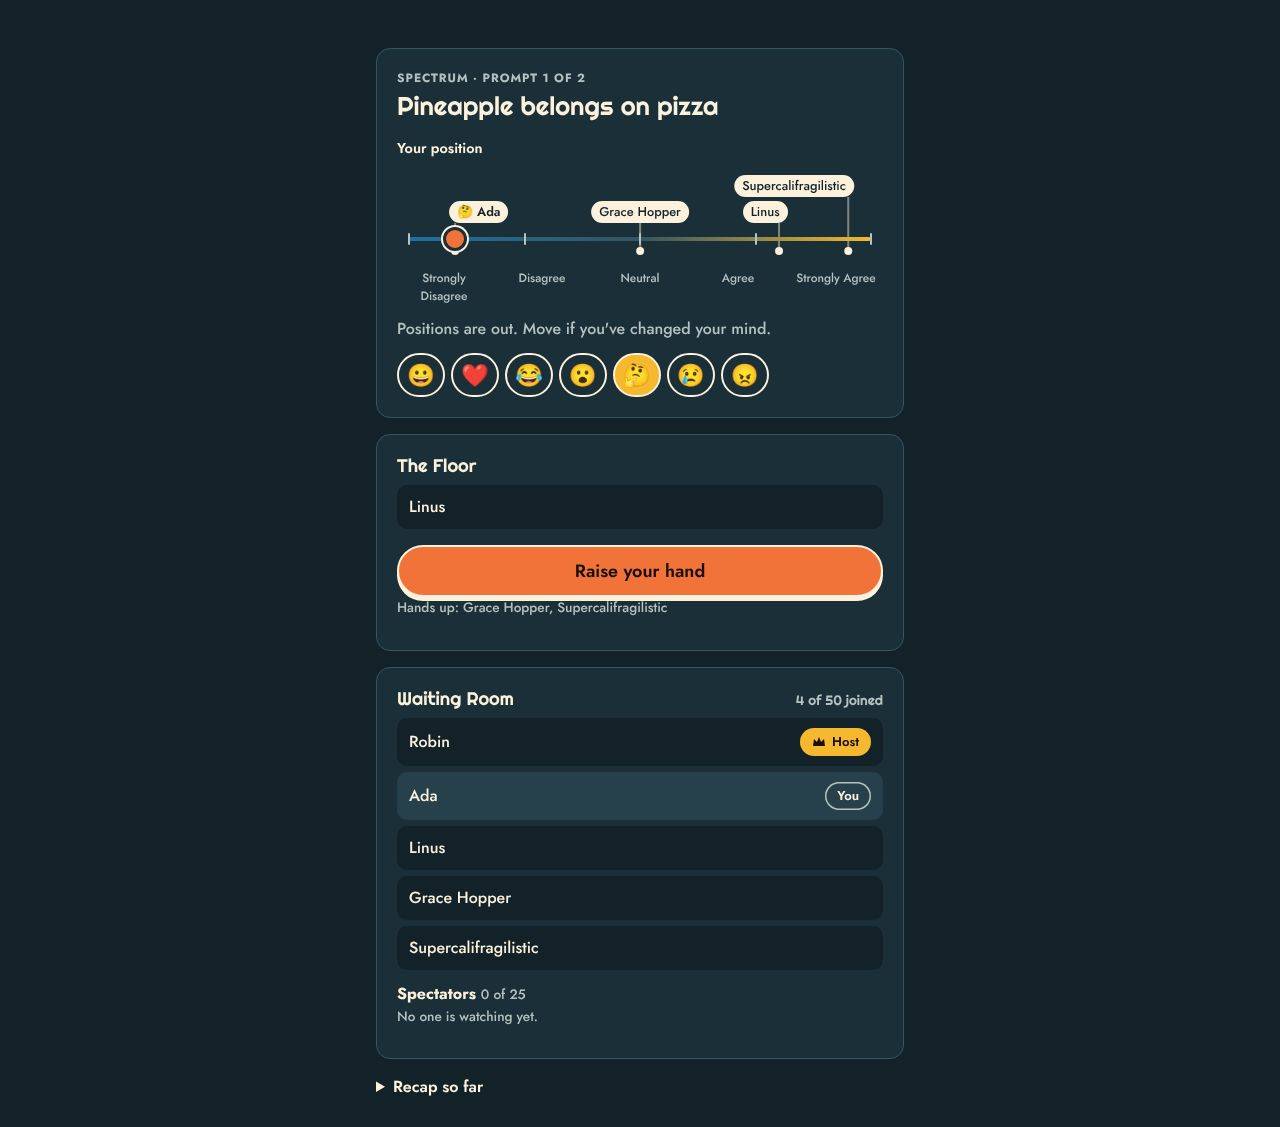 SPECTRUM · PROMPT 1 OF 2
Pineapple belongs on pizza
Your position
Supercalifragilistic
🤔 Ada
Grace Hopper
Linus
Strongly Disagree
Disagree
Neutral
Agree
Strongly Agree
Positions are out. Move if you've changed your mind.
😀 ❤️ 😂 😮 🤔 😢 😠
The Floor
Linus
Raise your hand
Hands up: Grace Hopper, Supercalifragilistic
Waiting Room
4 of 50 joined
Robin
Host
Ada
You
Linus
Grace Hopper
Supercalifragilistic
Spectators 0 of 25
No one is watching yet.
Recap so far